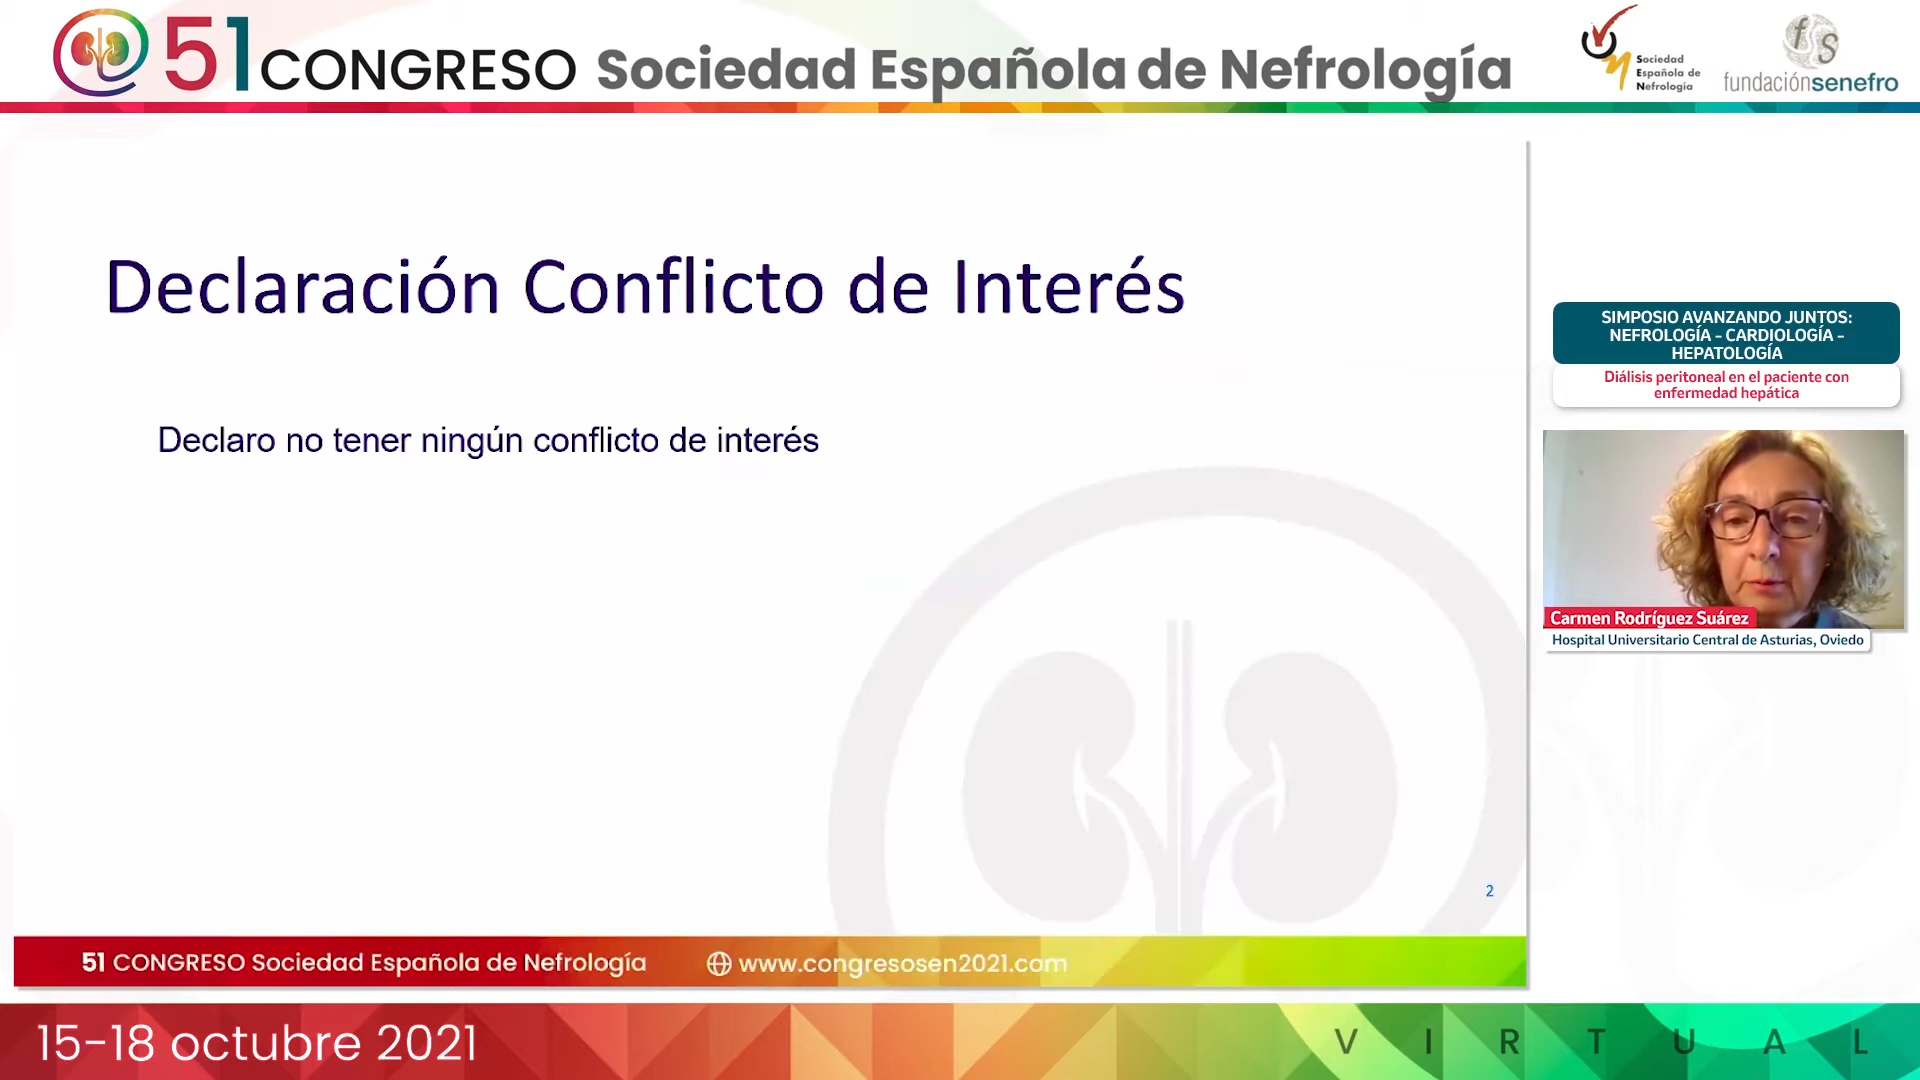 51 CONGRESO Sociedad Española de Nefrología
Sociedad
Española de
Nefrología
fs
fundaciónsenefro
Declaración Conflicto de Interés
Declaro no tener ningún conflicto de interés
2
51 CONGRESO Sociedad Española de Nefrología www.congresosen2021.com
SIMPOSIO AVANZANDO JUNTOS:
NEFROLOGÍA - CARDIOLOGÍA -
HEPATOLOGÍA
Diálisis peritoneal en el paciente con
enfermedad hepática
Carmen Rodríguez Suárez
Hospital Universitario Central de Asturias, Oviedo
15-18 octubre 2021
VIRTUAL